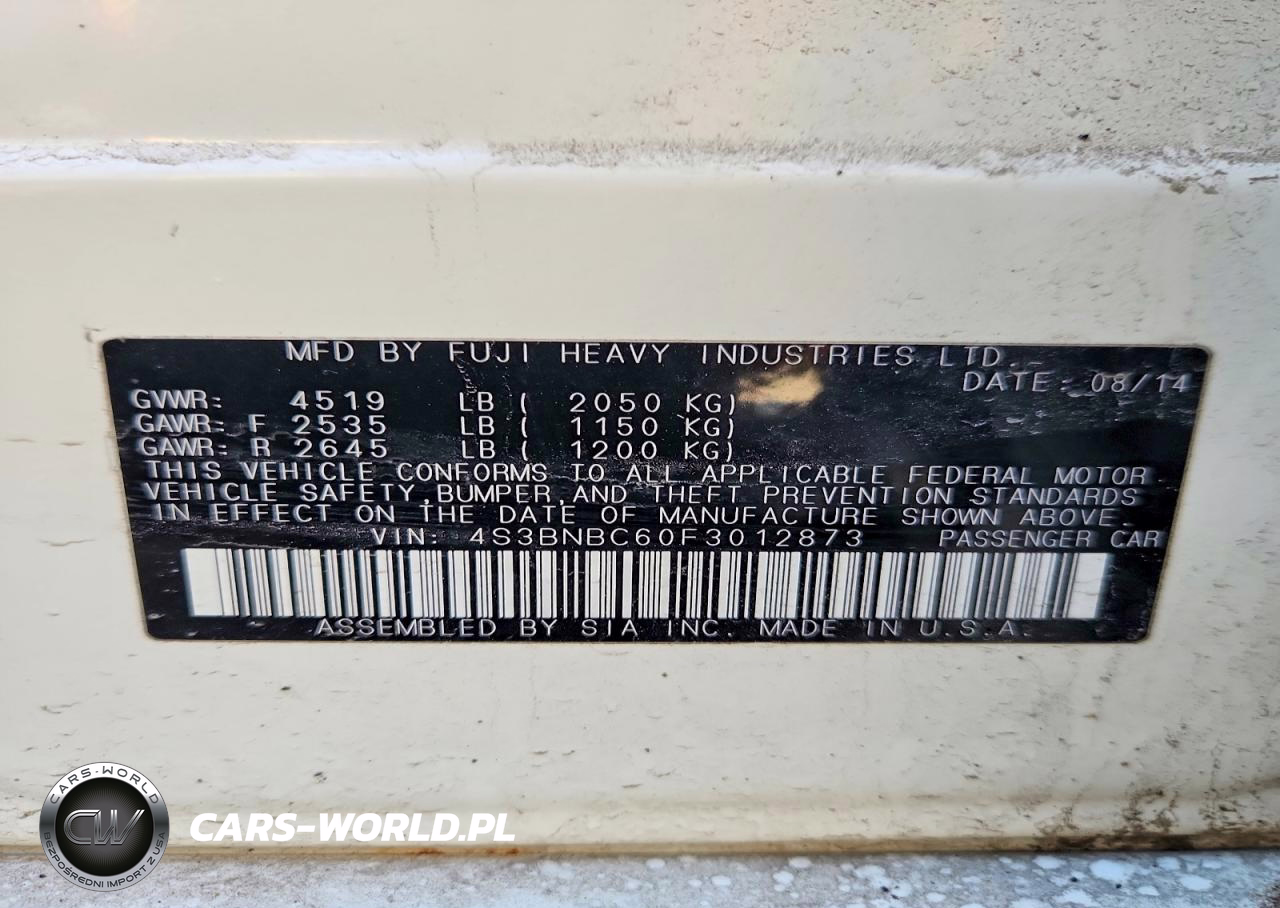 MFD BY FUJI HEAVY INDUSTRIES LTD.
DATE: 08/14
GVWR: 4519 LB ( 2050 KG)
GAWR: F 2535 LB ( 1150 KG)
GAWR: R 2645 LB ( 1200 KG)
THIS VEHICLE CONFORMS TO ALL APPLICABLE FEDERAL MOTOR
VEHICLE SAFETY, BUMPER, AND THEFT PREVENTION STANDARDS
IN EFFECT ON THE DATE OF MANUFACTURE SHOWN ABOVE.
VIN: 4S3BNBC60F3012873 PASSENGER CAR
ASSEMBLED BY SIA INC. MADE IN U.S.A.
CARS-WORLD
CW
BEZPOŚREDNI IMPORT Z USA
CARS-WORLD.PL